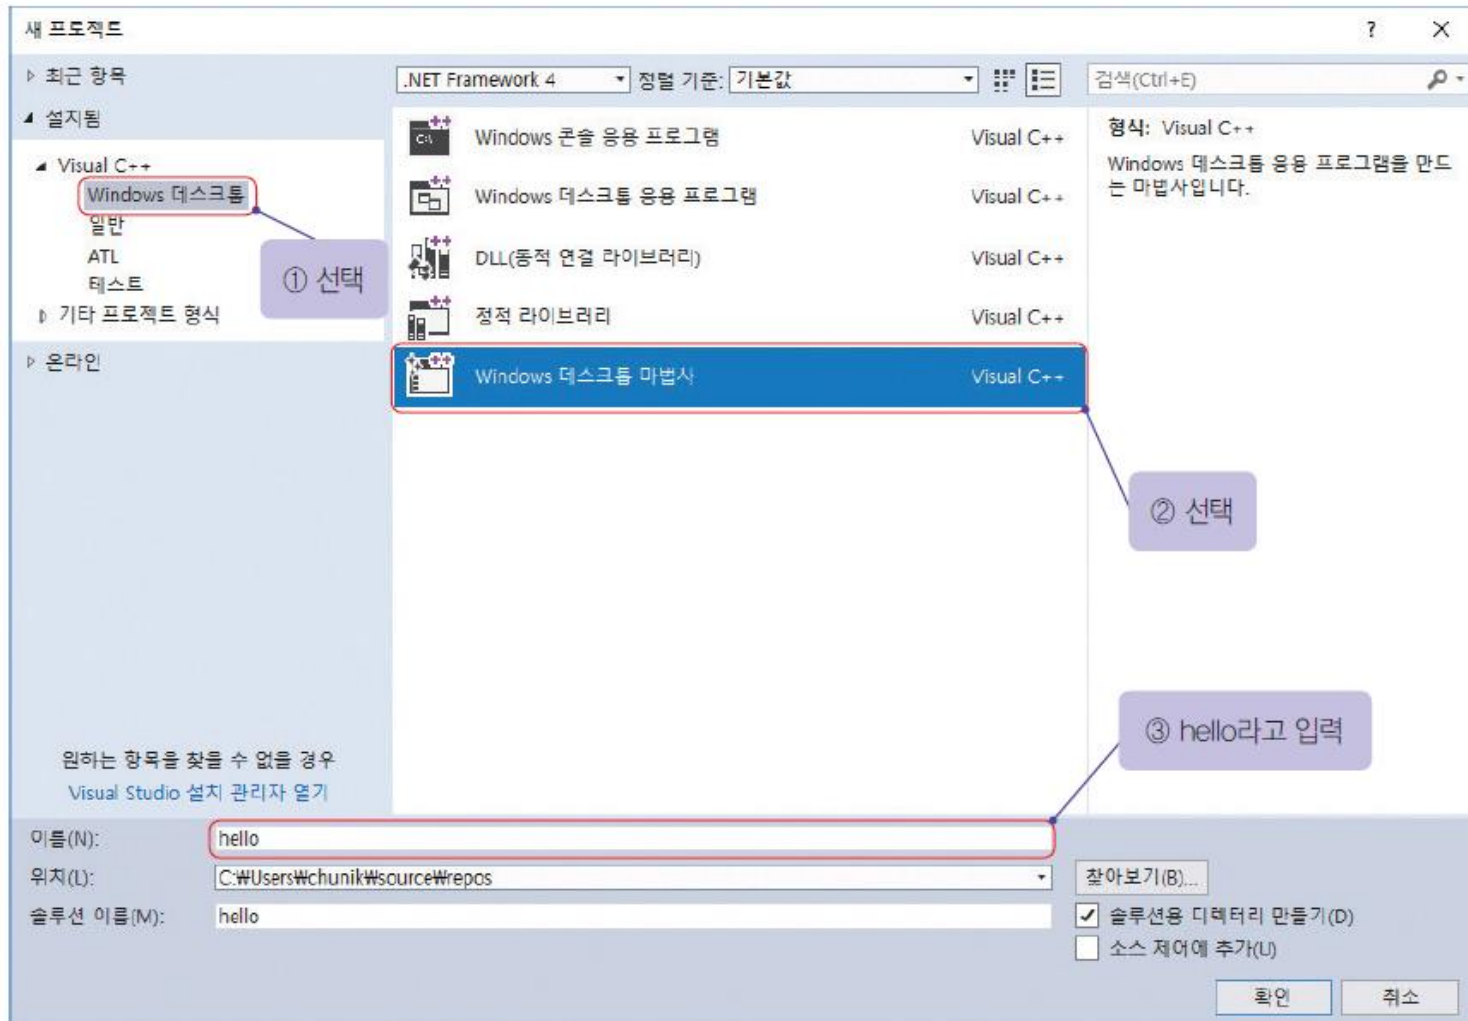 새 프로젝트
? X
최근 항목
.NET Framework 4 정렬 기준: 기본값
검색(Ctrl+E)
설치됨
Visual C++
Windows 데스크톱
일반
ATL
테스트
기타 프로젝트 형식
온라인
① 선택
Windows 콘솔 응용 프로그램 Visual C++
Windows 데스크톱 응용 프로그램 Visual C++
DLL(동적 연결 라이브러리) Visual C++
정적 라이브러리 Visual C++
Windows 데스크톱 마법사 Visual C++
형식: Visual C++
Windows 데스크톱 응용 프로그램을 만드
는 마법사입니다.
② 선택
③ hello라고 입력
원하는 항목을 찾을 수 없을 경우
Visual Studio 설치 관리자 열기
이름(N): hello
위치(L): C:₩Users₩chunik₩source₩repos
찾아보기(B)...
솔루션 이름(M): hello
솔루션용 디렉터리 만들기(D)
소스 제어에 추가(U)
확인 취소